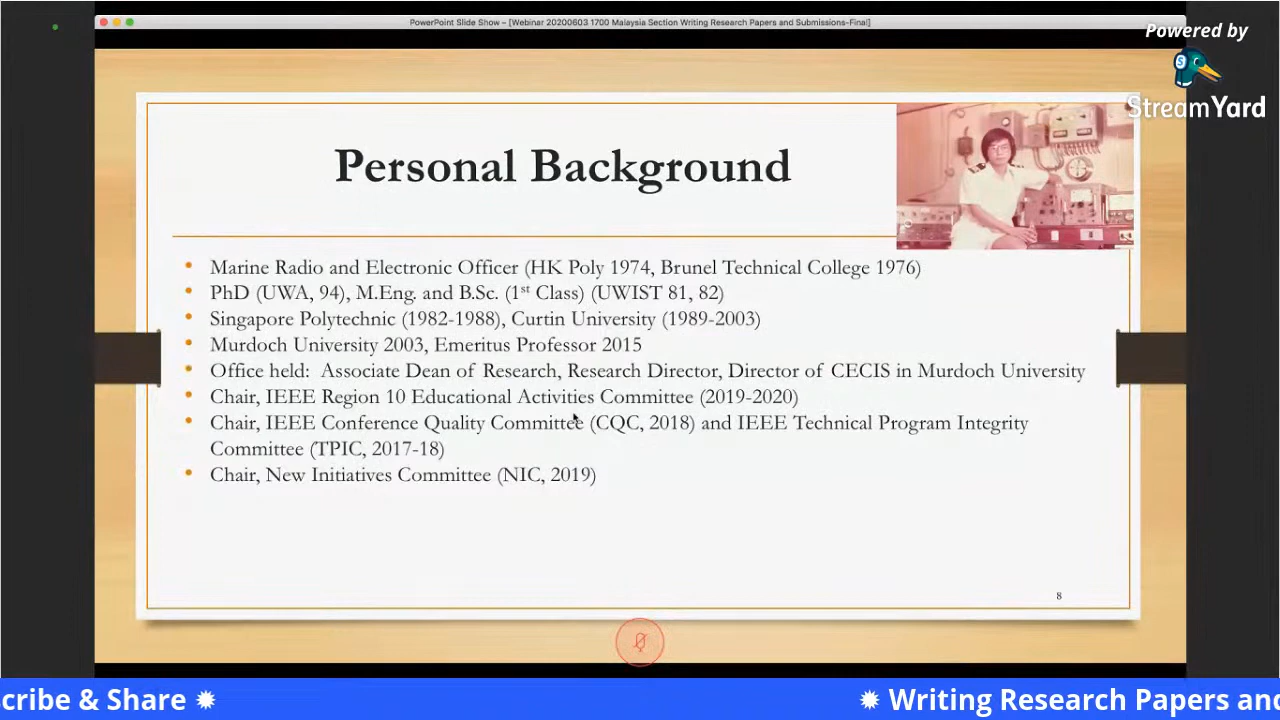 PowerPoint Slide Show – [Webinar 20200603 1700 Malaysia Section Writing Research Papers and Submissions-Final]
Powered by
StreamYard
Personal Background
• Marine Radio and Electronic Officer (HK Poly 1974, Brunel Technical College 1976)
• PhD (UWA, 94), M.Eng. and B.Sc. (1st Class) (UWIST 81, 82)
• Singapore Polytechnic (1982-1988), Curtin University (1989-2003)
• Murdoch University 2003, Emeritus Professor 2015
• Office held: Associate Dean of Research, Research Director, Director of CECIS in Murdoch University
• Chair, IEEE Region 10 Educational Activities Committee (2019-2020)
• Chair, IEEE Conference Quality Committee (CQC, 2018) and IEEE Technical Program Integrity
Committee (TPIC, 2017-18)
• Chair, New Initiatives Committee (NIC, 2019)
8
cribe & Share ✹ ✹ Writing Research Papers and